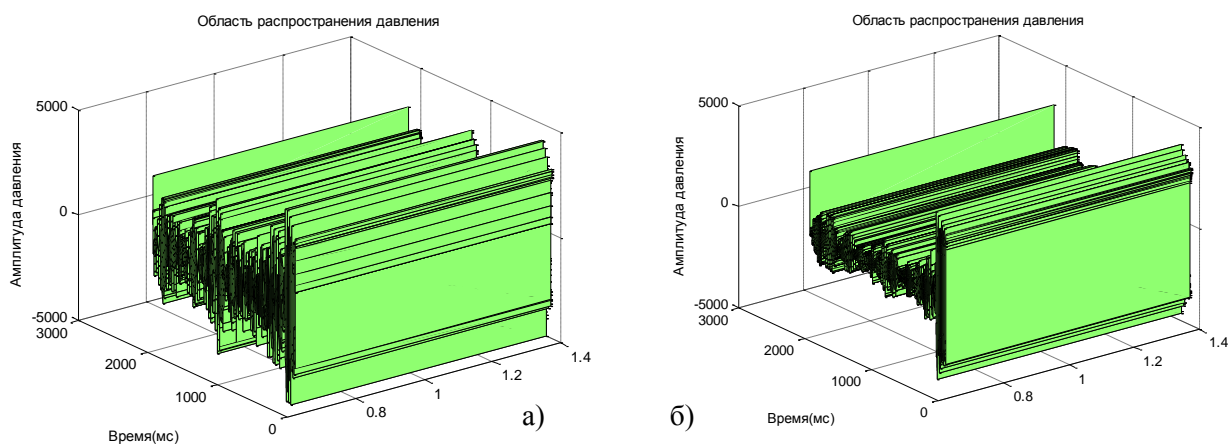 Область распространения давления
5000
0
-5000
Амплитуда давления
3000
2000
1000
0
Время(мс)
0.8
1
1.2
1.4
а)
Область распространения давления
5000
0
-5000
Амплитуда давления
3000
2000
1000
0
Время(мс)
0.8
1
1.2
1.4
б)